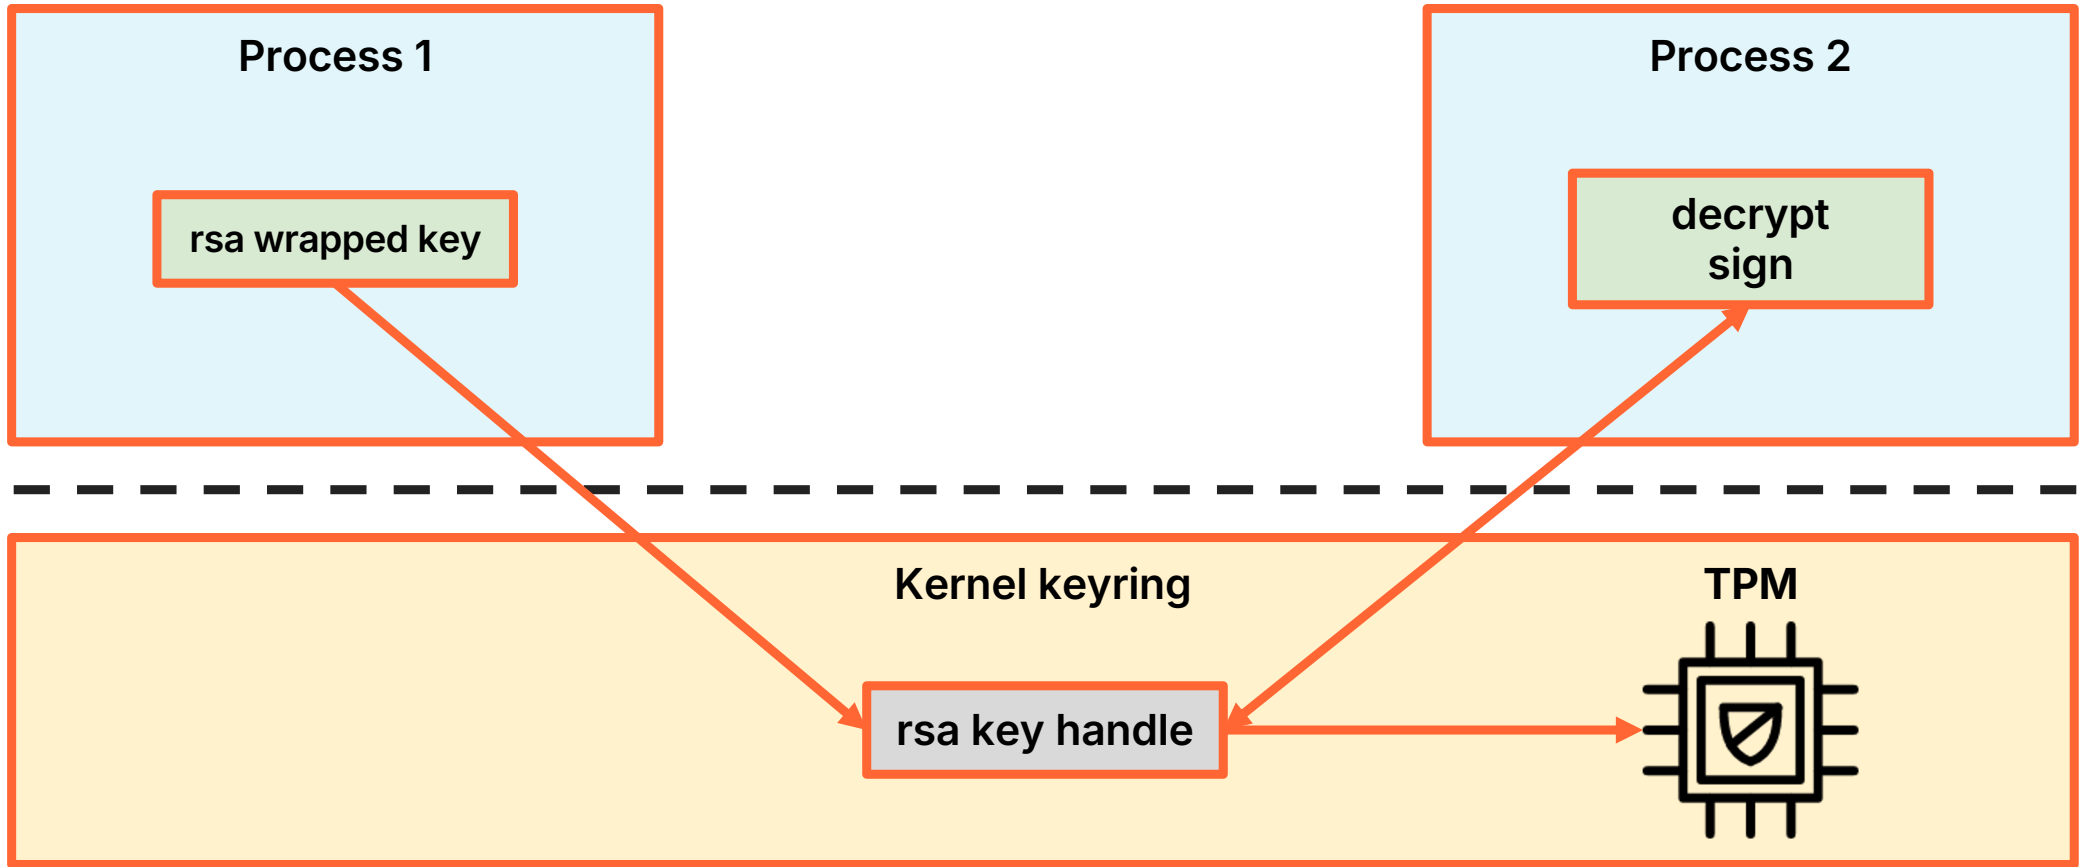 Process 1
Process 2
rsa wrapped key
decrypt
sign
Kernel keyring
TPM
rsa key handle